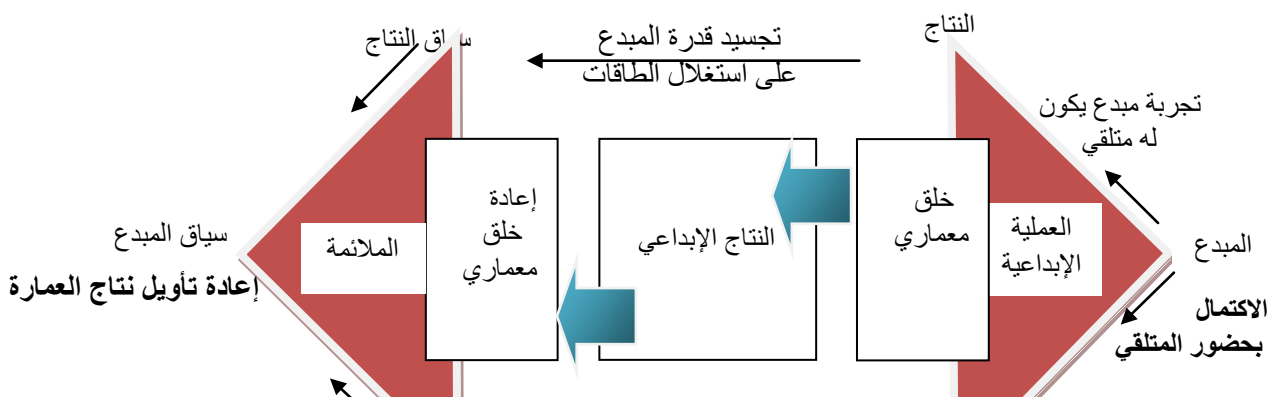 النتاج
تجسيد قدرة المبدع
على استغلال الطاقات
سياق النتاج
تجربة مبدع يكون
له متلقي
المبدع
الاكتمال
بحضور المتلقي
العملية
الإبداعية
خلق
معماري
النتاج الإبداعي
إعادة
خلق
معماري
الملائمة
سياق المبدع
إعادة تأويل نتاج العمارة